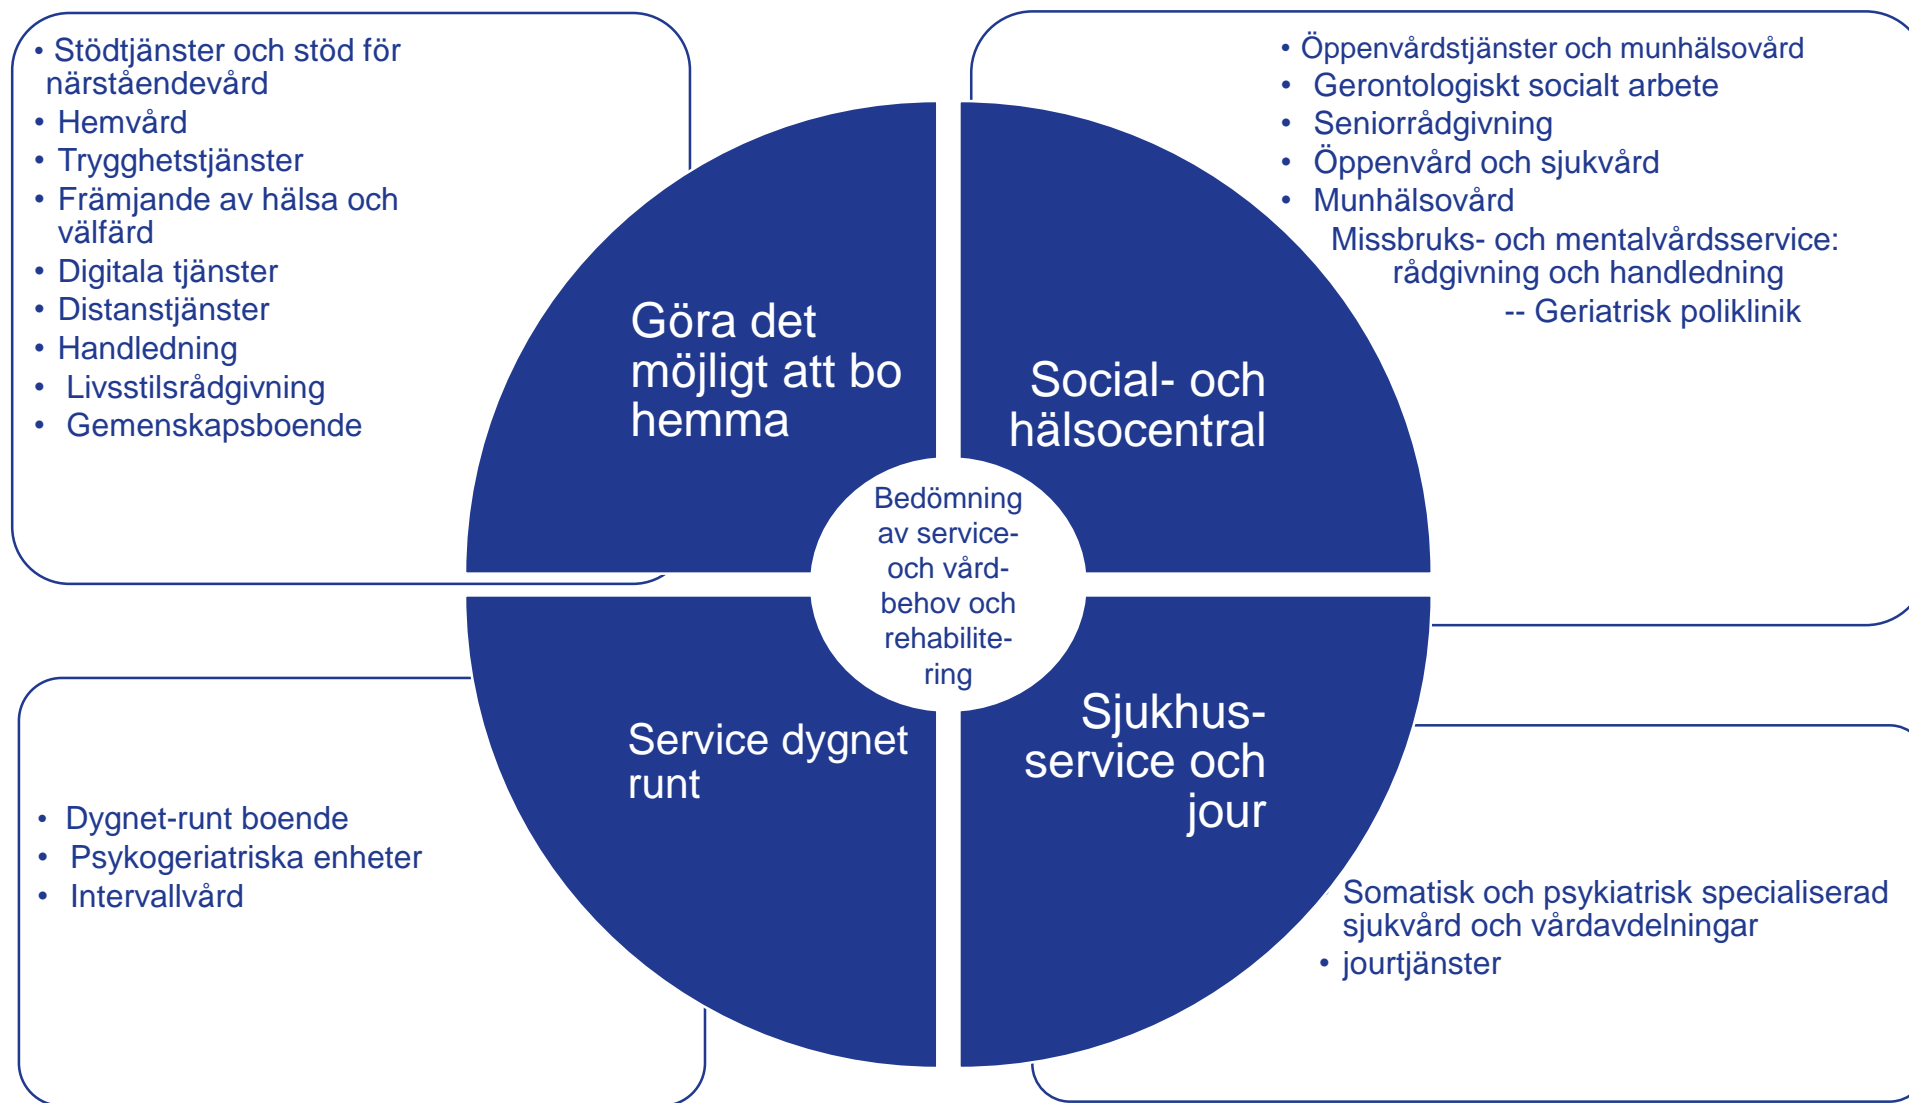 • Stödtjänster och stöd för
närståendevård
• Hemvård
• Trygghetstjänster
• Främjande av hälsa och
välfärd
• Digitala tjänster
• Distanstjänster
• Handledning
• Livsstilsrådgivning
• Gemenskapsboende
• Öppenvårdstjänster och munhälsovård
• Gerontologiskt socialt arbete
• Seniorrådgivning
• Öppenvård och sjukvård
• Munhälsovård
Missbruks- och mentalvårdsservice:
rådgivning och handledning
-- Geriatrisk poliklinik
Göra det
möjligt att bo
hemma
Social- och
hälsocentral
Bedömning
av service-
och vård-
behov och
rehabilite-
ring
Service dygnet
runt
Sjukhus-
service och
jour
• Dygnet-runt boende
• Psykogeriatriska enheter
• Intervallvård
Somatisk och psykiatrisk specialiserad
sjukvård och vårdavdelningar
• jourtjänster